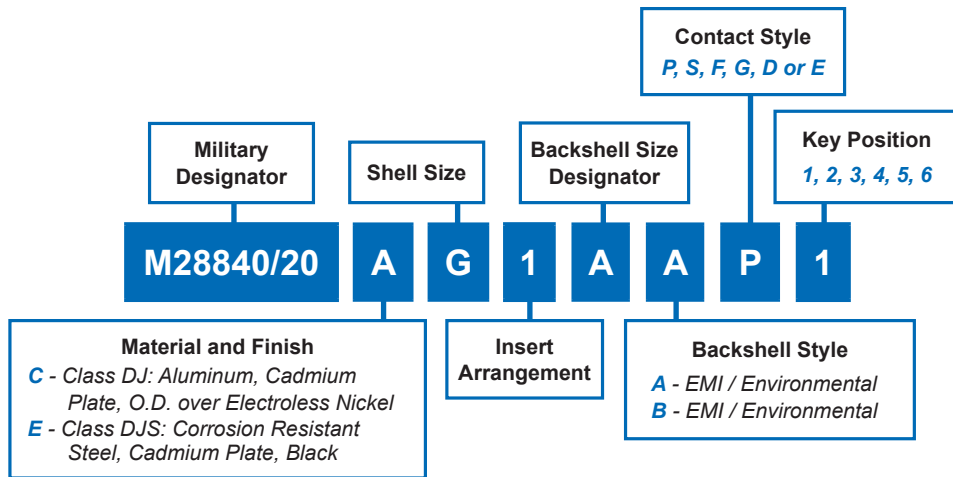 Contact Style
P, S, F, G, D or E
Military
Designator
Shell Size
Backshell Size
Designator
Key Position
1, 2, 3, 4, 5, 6
M28840/20 A G 1 A A P 1
Material and Finish
C - Class DJ: Aluminum, Cadmium
Plate, O.D. over Electroless Nickel
E - Class DJS: Corrosion Resistant
Steel, Cadmium Plate, Black
Insert
Arrangement
Backshell Style
A - EMI / Environmental
B - EMI / Environmental